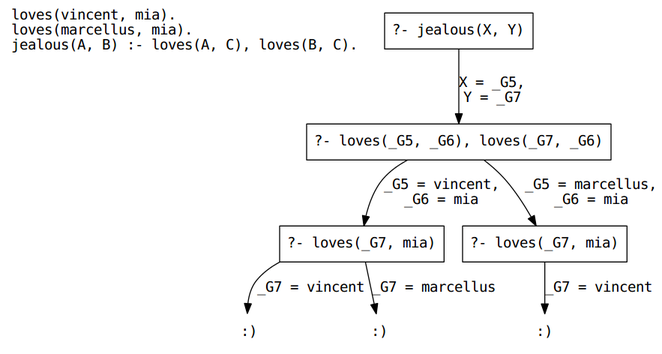 loves(vincent, mia).
loves(marcellus, mia).
jealous(A, B) :- loves(A, C), loves(B, C).
?- jealous(X, Y)
X = _G5,
Y = _G7
?- loves(_G5, _G6), loves(_G7, _G6)
_G5 = vincent,
_G6 = mia
_G5 = marcellus,
_G6 = mia
?- loves(_G7, mia)
?- loves(_G7, mia)
_G7 = vincent
_G7 = marcellus
_G7 = vincent
:)
:)
:)